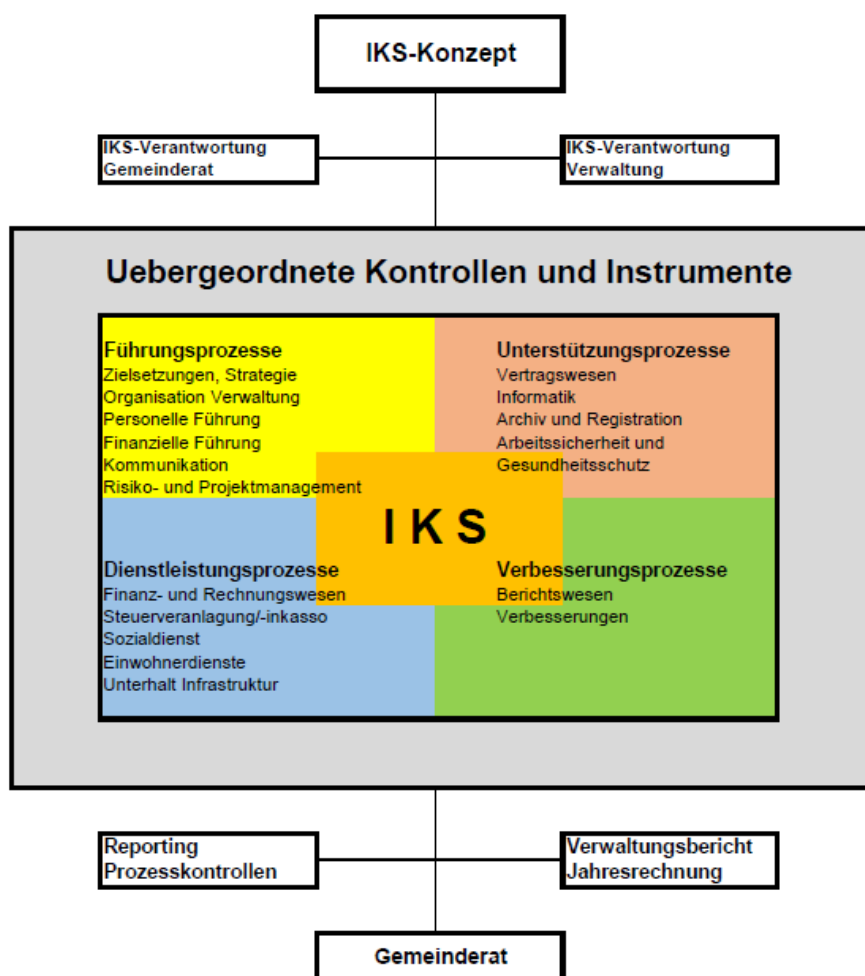 IKS-Konzept
IKS-Verantwortung
Gemeinderat
IKS-Verantwortung
Verwaltung
Uebergeordnete Kontrollen und Instrumente
Führungsprozesse
Zielsetzungen, Strategie
Organisation Verwaltung
Personelle Führung
Finanzielle Führung
Kommunikation
Risiko- und Projektmanagement
Unterstützungsprozesse
Vertragswesen
Informatik
Archiv und Registration
Arbeitssicherheit und
Gesundheitsschutz
I K S
Dienstleistungsprozesse
Finanz- und Rechnungswesen
Steuerveranlagung/-inkasso
Sozialdienst
Einwohnerdienste
Unterhalt Infrastruktur
Verbesserungsprozesse
Berichtswesen
Verbesserungen
Reporting
Prozesskontrollen
Verwaltungsbericht
Jahresrechnung
Gemeinderat